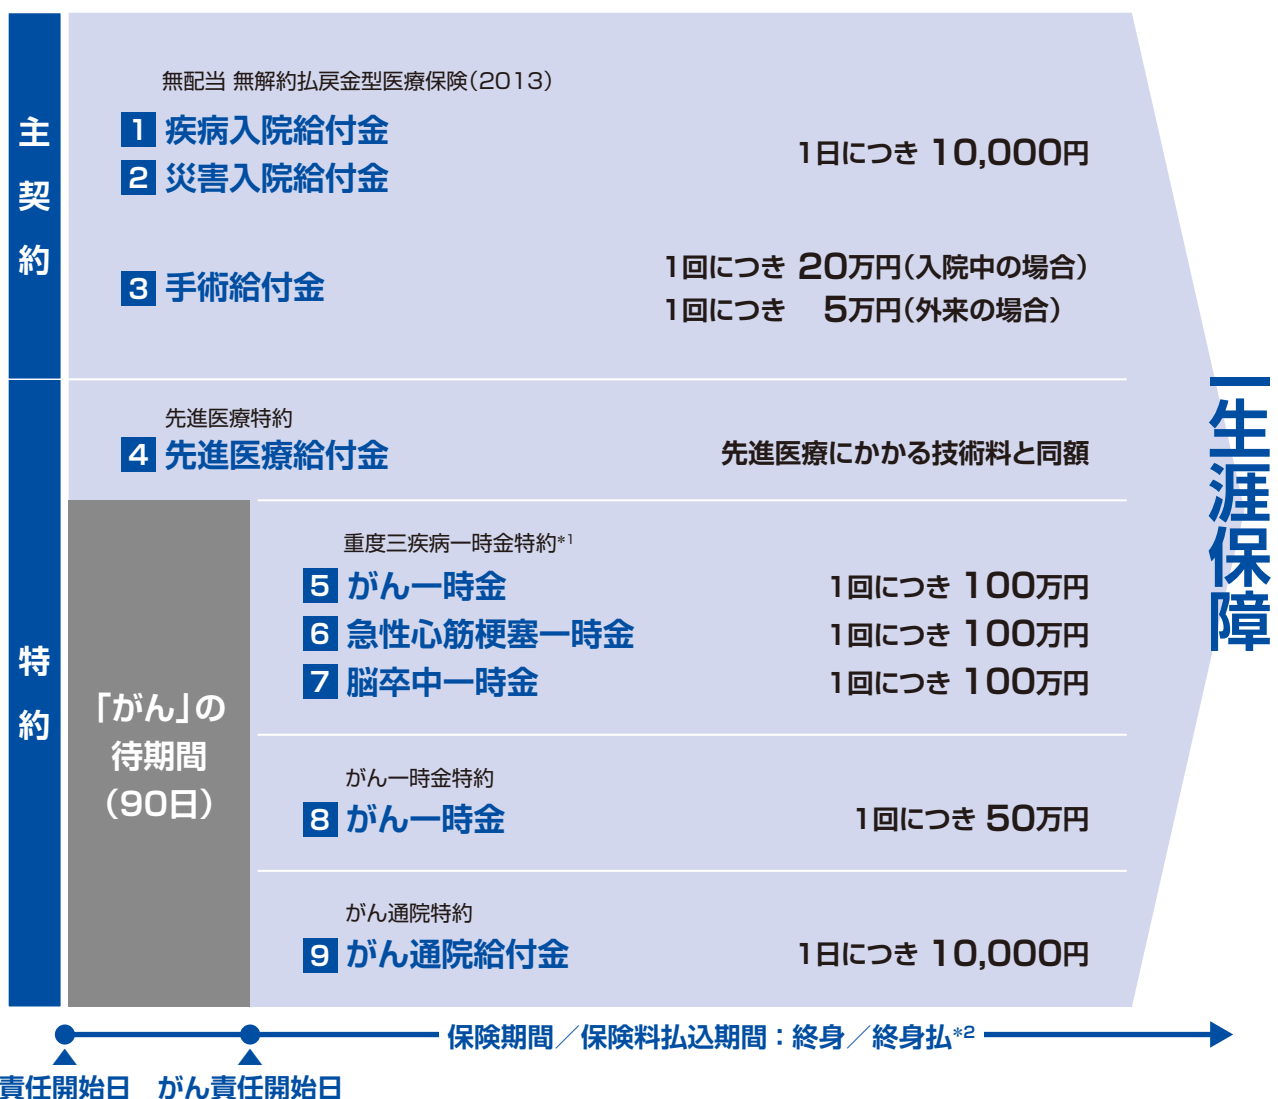 主契約
無配当 無解約払戻金型医療保険（2013）
1 疾病入院給付金
2 災害入院給付金
1日につき 10,000円
3 手術給付金
1回につき 20万円（入院中の場合）
1回につき 5万円（外来の場合）
特約
先進医療特約
4 先進医療給付金
先進医療にかかる技術料と同額
「がん」の
待期間
（90日）
重度三疾病一時金特約*1
5 がん一時金 1回につき 100万円
6 急性心筋梗塞一時金 1回につき 100万円
7 脳卒中一時金 1回につき 100万円
がん一時金特約
8 がん一時金 1回につき 50万円
がん通院特約
9 がん通院給付金 1日につき 10,000円
一生涯保障
保険期間／保険料払込期間：終身／終身払*2
責任開始日 がん責任開始日